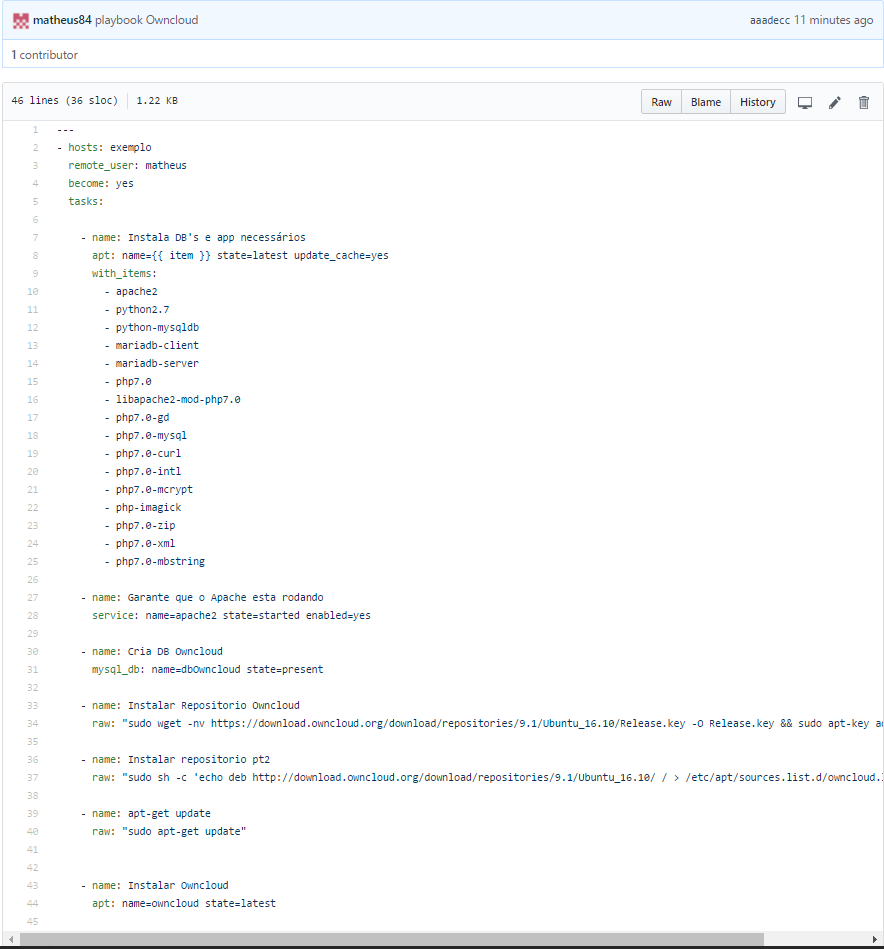 matheus84 playbook Owncloud aaadecc 11 minutes ago
1 contributor
46 lines (36 sloc) 1.22 KB Raw Blame History
1 ---
2 - hosts: exemplo
3 remote_user: matheus
4 become: yes
5 tasks:
6
7 - name: Instala DB's e app necessários
8 apt: name={{ item }} state=latest update_cache=yes
9 with_items:
10 - apache2
11 - python2.7
12 - python-mysqldb
13 - mariadb-client
14 - mariadb-server
15 - php7.0
16 - libapache2-mod-php7.0
17 - php7.0-gd
18 - php7.0-mysql
19 - php7.0-curl
20 - php7.0-intl
21 - php7.0-mcrypt
22 - php-imagick
23 - php7.0-zip
24 - php7.0-xml
25 - php7.0-mbstring
26
27 - name: Garante que o Apache esta rodando
28 service: name=apache2 state=started enabled=yes
29
30 - name: Cria DB Owncloud
31 mysql_db: name=dbOwncloud state=present
32
33 - name: Instalar Repositorio Owncloud
34 raw: "sudo wget -nv https://download.owncloud.org/download/repositories/9.1/Ubuntu_16.10/Release.key -O Release.key && sudo apt-key
35
36 - name: Instalar repositorio pt2
37 raw: "sudo sh -c 'echo deb http://download.owncloud.org/download/repositories/9.1/Ubuntu_16.10/ / > /etc/apt/sources.list.d/owncloud.
38
39 - name: apt-get update
40 raw: "sudo apt-get update"
41
42
43 - name: Instalar Owncloud
44 apt: name=owncloud state=latest
45